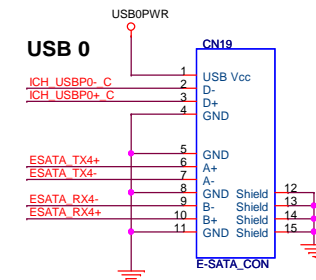 USB0PWR
USB 0
CN19
1 USB Vcc
ICH_USBP0-_C 2 D-
ICH_USBP0+_C 3 D+
4 GND
5 GND
ESATA_TX4+ 6 A+
ESATA_TX4- 7 A-
8 GND Shield 12
ESATA_RX4- 9 B- Shield 13
ESATA_RX4+ 10 B+ Shield 14
11 GND Shield 15
E-SATA_CON